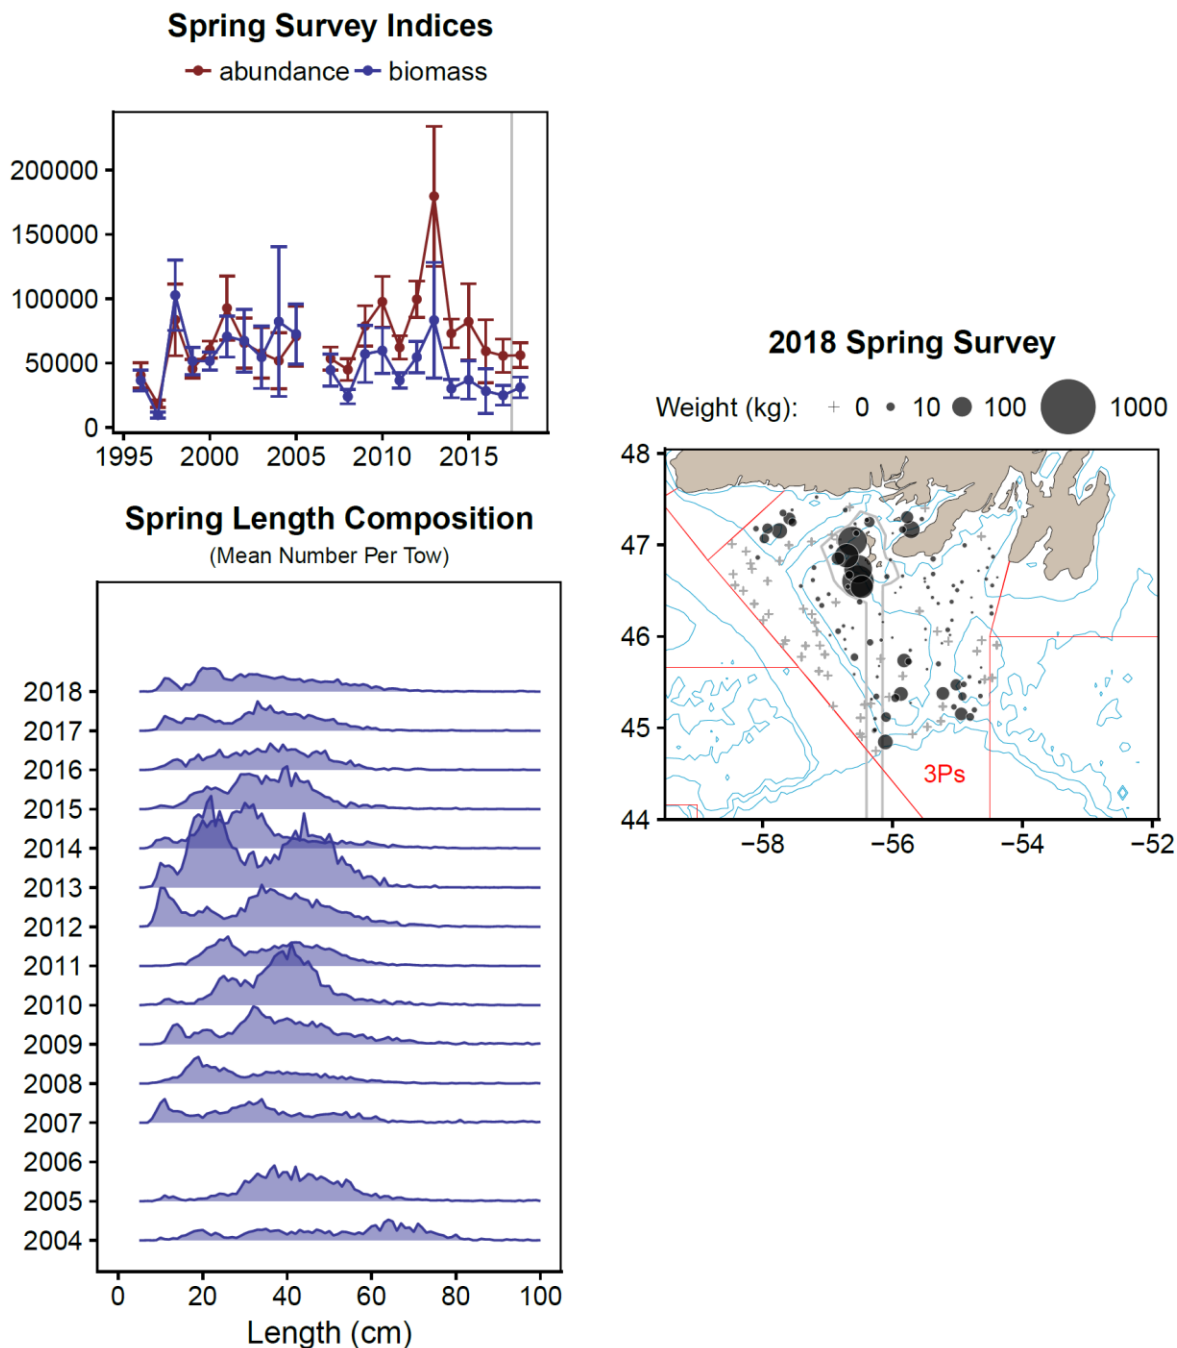 Spring Survey Indices
abundance biomass
200000
150000
100000
50000
0
1995 2000 2005 2010 2015
Spring Length Composition
(Mean Number Per Tow)
2018
2017
2016
2015
2014
2013
2012
2011
2010
2009
2008
2007
2006
2005
2004
0 20 40 60 80 100
Length (cm)
2018 Spring Survey
Weight (kg): 0 10 100 1000
48
47
46
45
44
3Ps
−58 −56 −54 −52